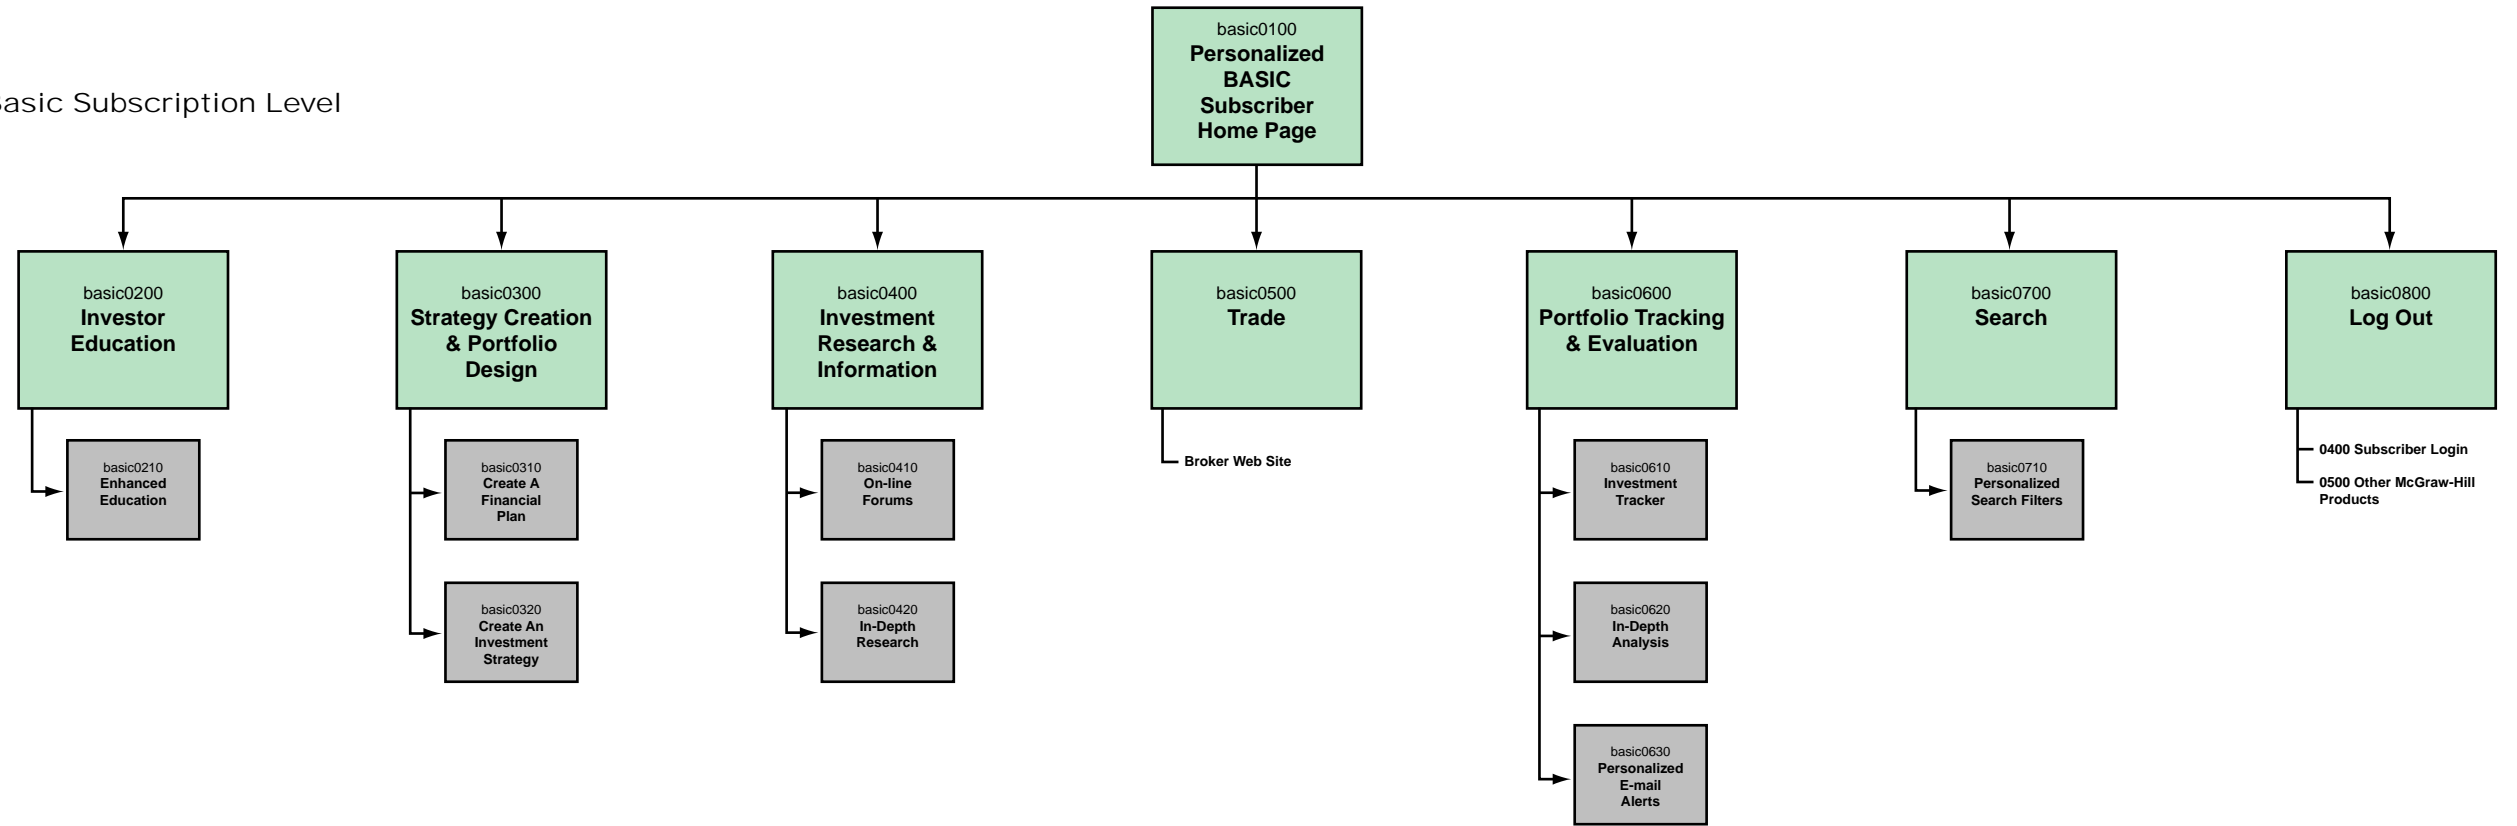 basic0100
Personalized
BASIC
Subscriber
Home Page
Basic Subscription Level
basic0200
Investor
Education
basic0300
Strategy Creation
& Portfolio
Design
basic0400
Investment
Research &
Information
basic0500
Trade
basic0600
Portfolio Tracking
& Evaluation
basic0700
Search
basic0800
Log Out
basic0210
Enhanced
Education
basic0310
Create A
Financial
Plan
basic0410
On-line
Forums
Broker Web Site
basic0610
Investment
Tracker
basic0710
Personalized
Search Filters
0400 Subscriber Login
0500 Other McGraw-Hill
Products
basic0320
Create An
Investment
Strategy
basic0420
In-Depth
Research
basic0620
In-Depth
Analysis
basic0630
Personalized
E-mail
Alerts